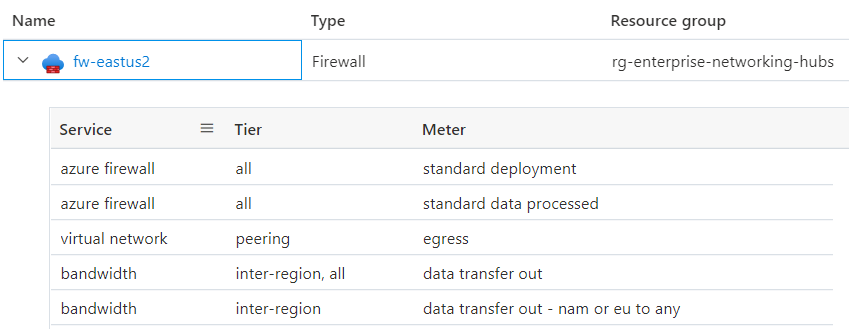 Name Type Resource group
fw-eastus2 Firewall rg-enterprise-networking-hubs
Service Tier Meter
azure firewall all standard deployment
azure firewall all standard data processed
virtual network peering egress
bandwidth inter-region, all data transfer out
bandwidth inter-region data transfer out - nam or eu to any